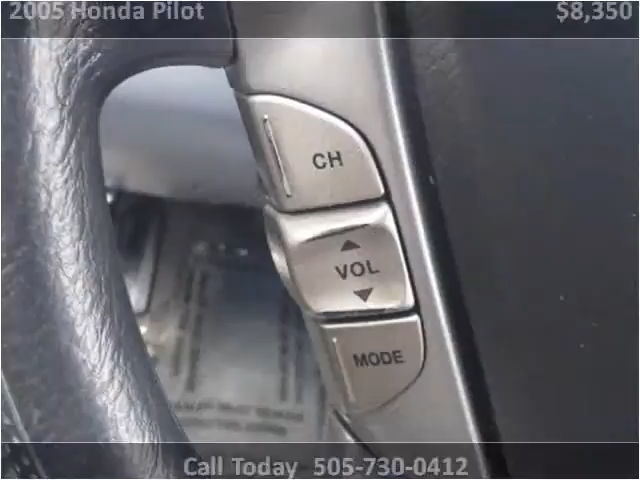 2005 Honda Pilot $8,350
CH
VOL
MODE
Call Today 505-730-0412